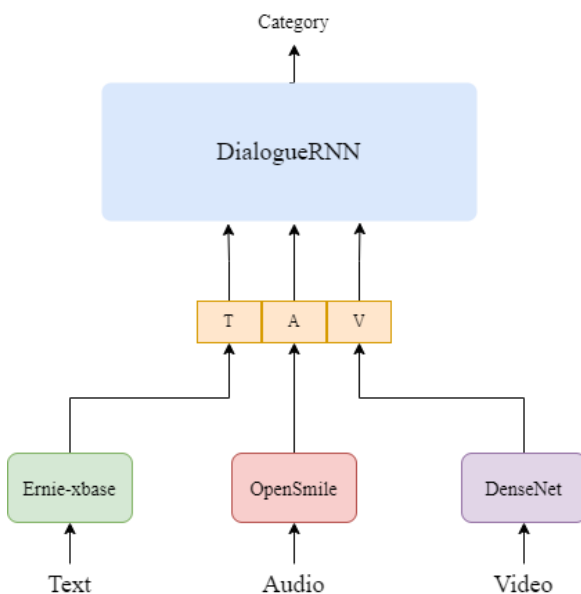 Category
DialogueRNN
T A V
Ernie-xbase OpenSmile DenseNet
Text Audio Video